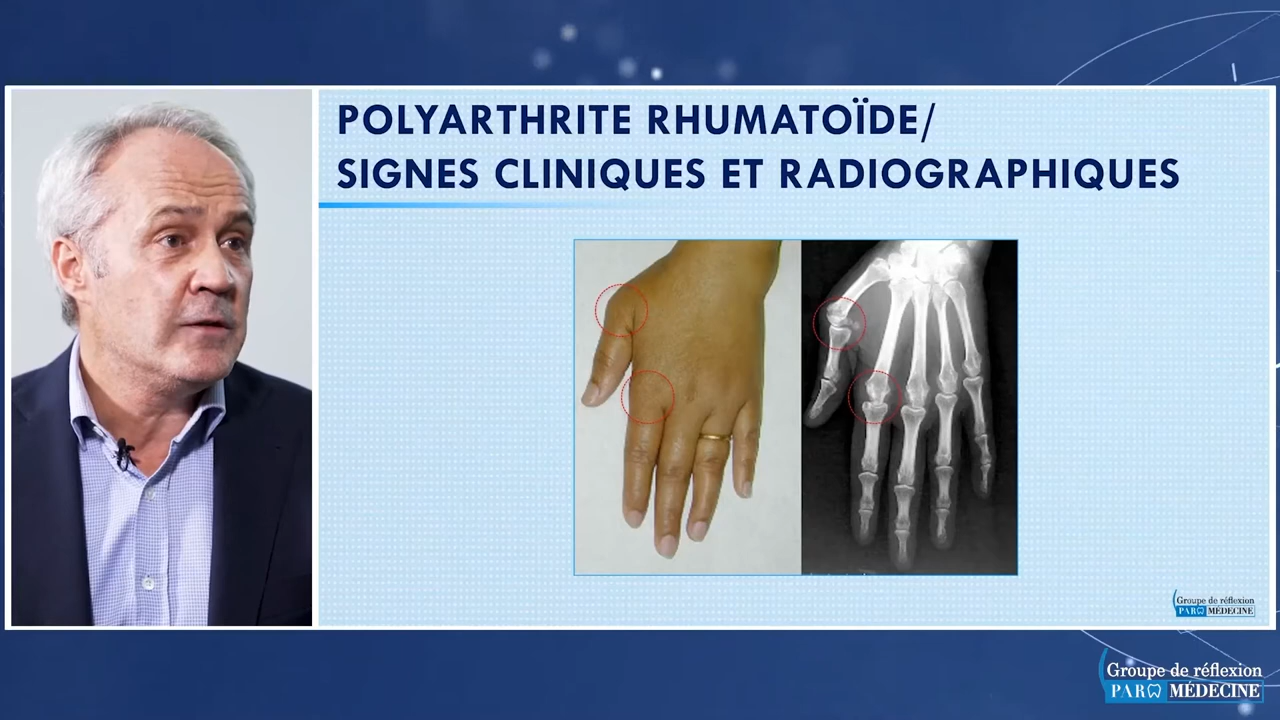 POLYARTHRITE RHUMATOÏDE/
SIGNES CLINIQUES ET RADIOGRAPHIQUES
Groupe de réflexion
PARO MÉDECINE
Groupe de réflexion
PARO MÉDECINE